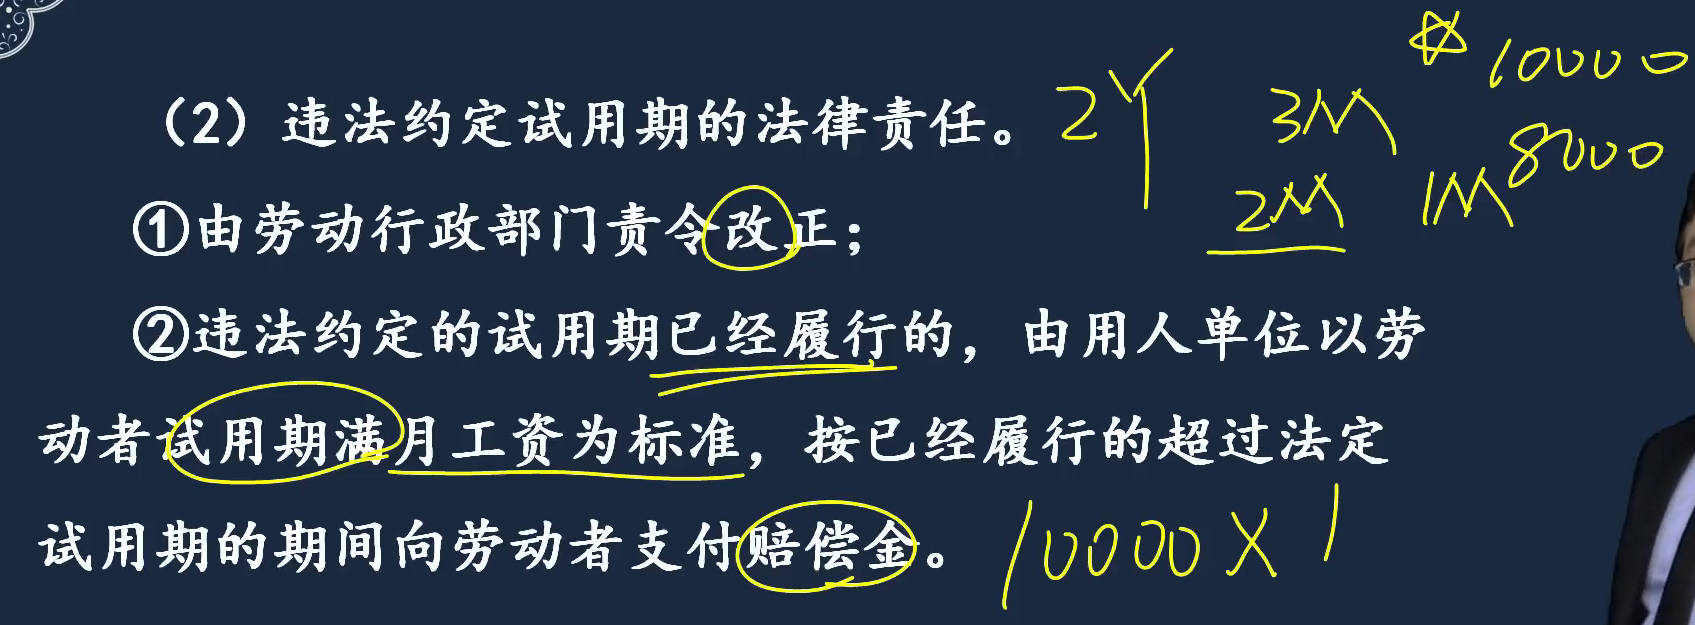 （2）违法约定试用期的法律责任。 2Y 3M ☆ 10000
2M 1M 8000
①由劳动行政部门责令改正；
②违法约定的试用期已经履行的，由用人单位以劳
动者试用期满月工资为标准，按已经履行的超过法定
试用期的期间向劳动者支付赔偿金。 10000 X 1